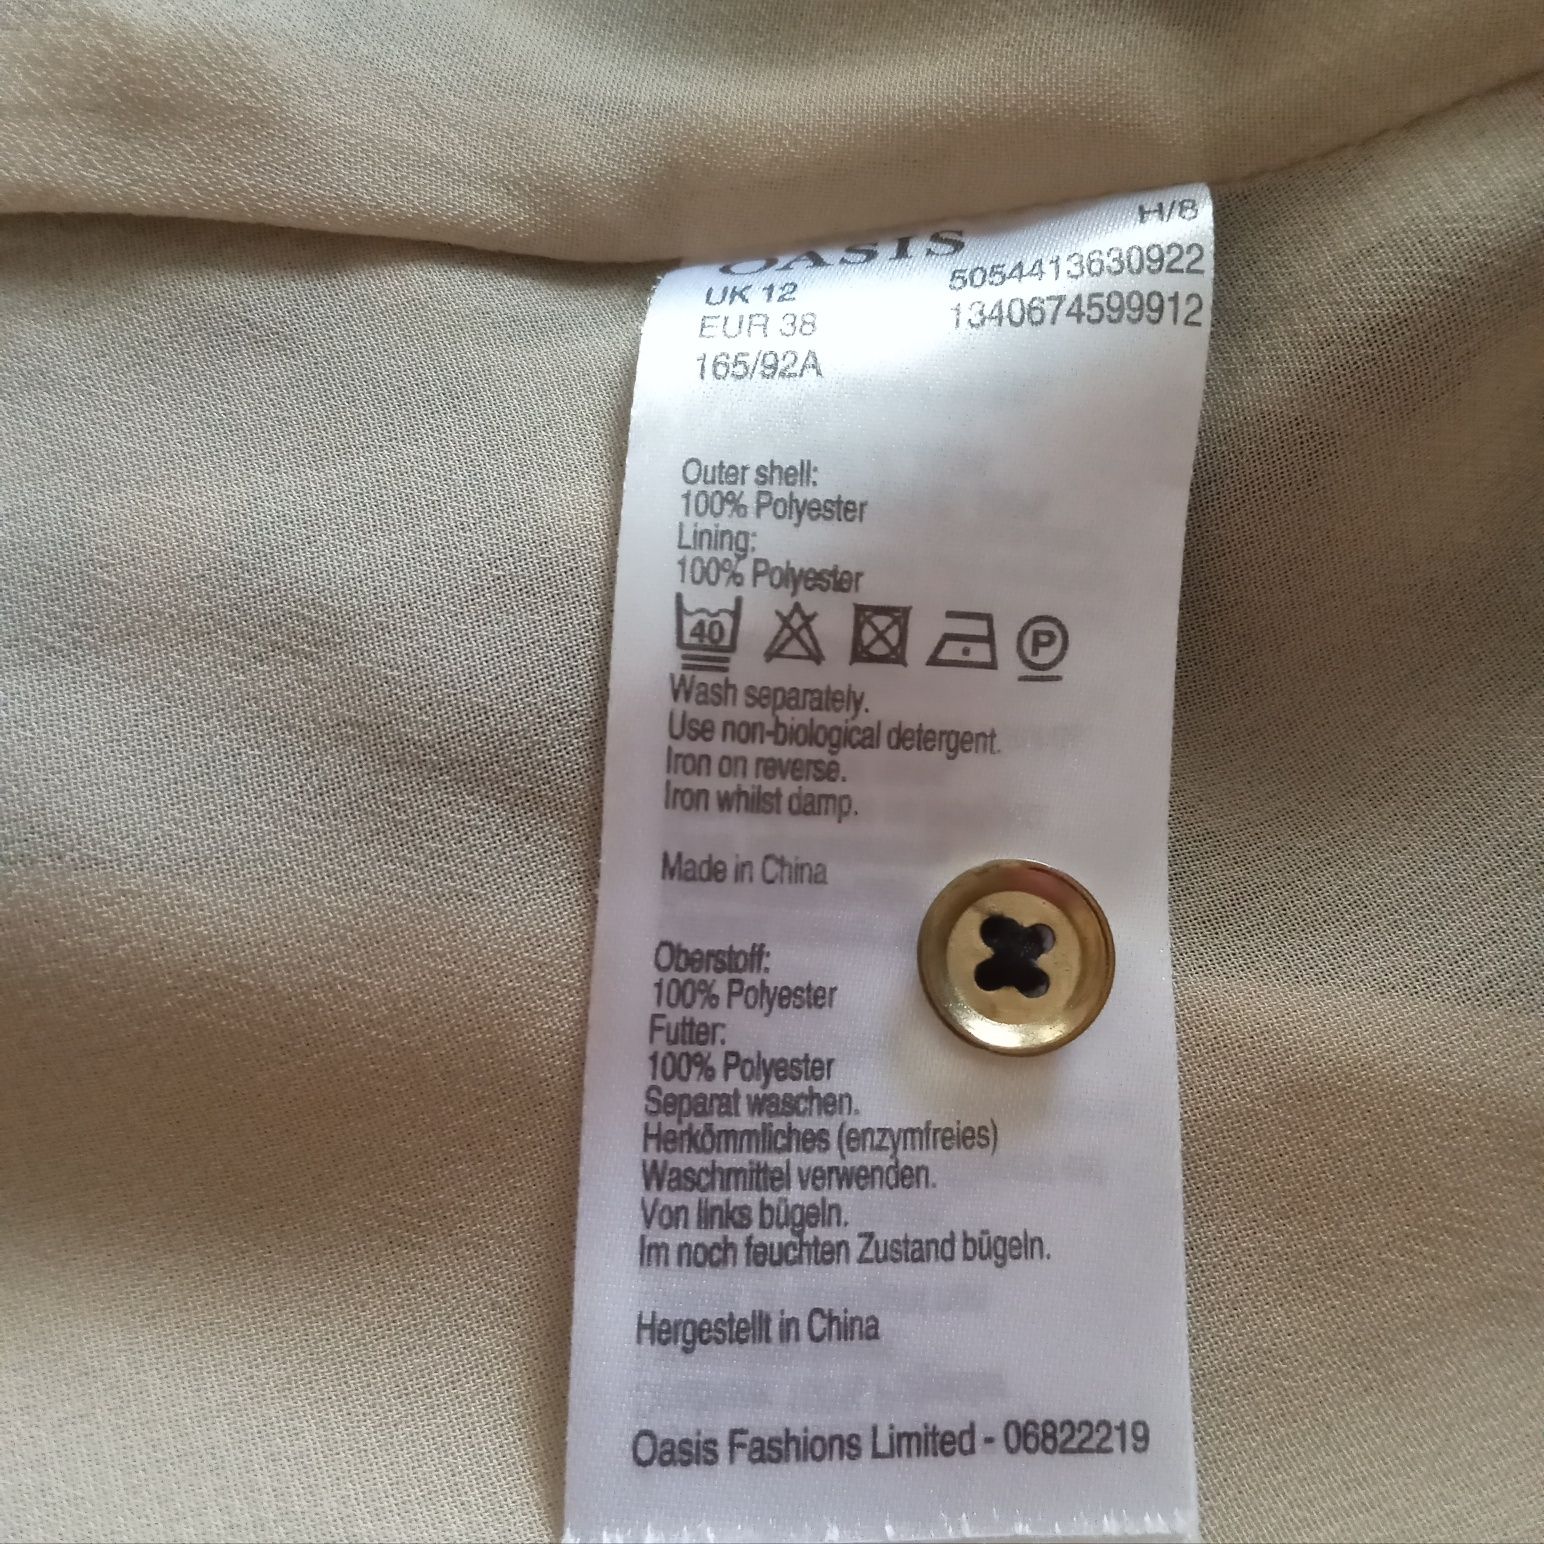 H/8
OASIS
5054413630922
UK 12
1340674599912
EUR 38
165/92A
Outer shell:
100% Polyester
Lining:
100% Polyester
40
P
Wash separately.
Use non-biological detergent.
Iron on reverse.
Iron whilst damp.
Made in China
Oberstoff:
100% Polyester
Futter:
100% Polyester
Separat waschen.
Herkömmliches (enzymfreies)
Waschmittel verwenden.
Von links bügeln.
Im noch feuchten Zustand bügeln.
Hergestellt in China
Oasis Fashions Limited - 06822219